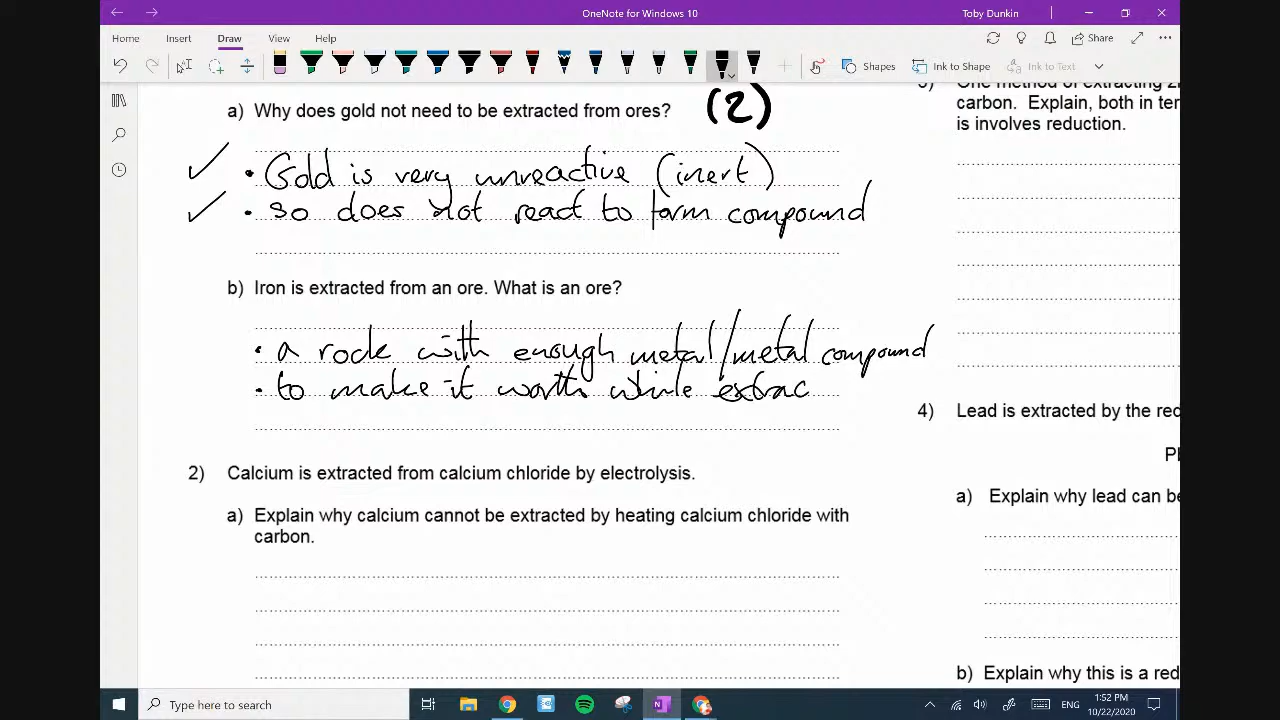 OneNote for Windows 10
Toby Dunkin
Home Insert Draw View Help
Share
Shapes
Ink to Shape
Ink to Text
a) Why does gold not need to be extracted from ores? (2)
• Gold is very unreactive (inert)
• so does not react to form compound
b) Iron is extracted from an ore. What is an ore?
• a rock with enough metal/metal compound
• to make it worth while extrac
2) Calcium is extracted from calcium chloride by electrolysis.
a) Explain why calcium cannot be extracted by heating calcium chloride with
carbon.
carbon. Explain, both in ter
is involves reduction.
4) Lead is extracted by the red
a) Explain why lead can be
b) Explain why this is a red
Type here to search
ENG
1:52 PM
10/22/2020